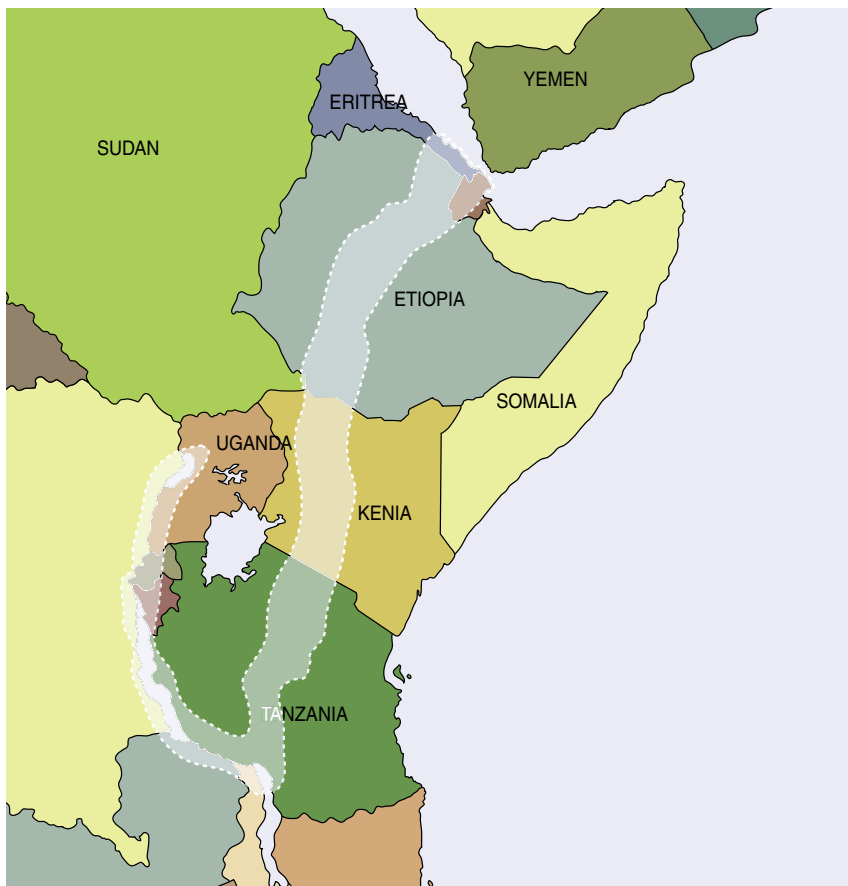 YEMEN
ERITREA
SUDAN
ETIOPIA
SOMALIA
UGANDA
KENIA
TANZANIA